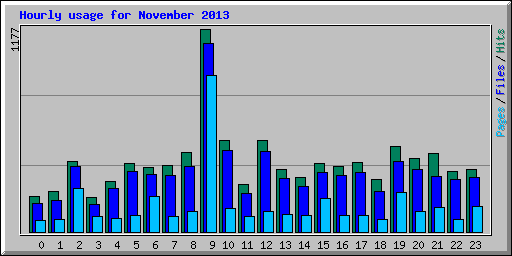 Hourly usage for November 2013
1177
Pages / Files / Hits
0 1 2 3 4 5 6 7 8 9 10 11 12 13 14 15 16 17 18 19 20 21 22 23